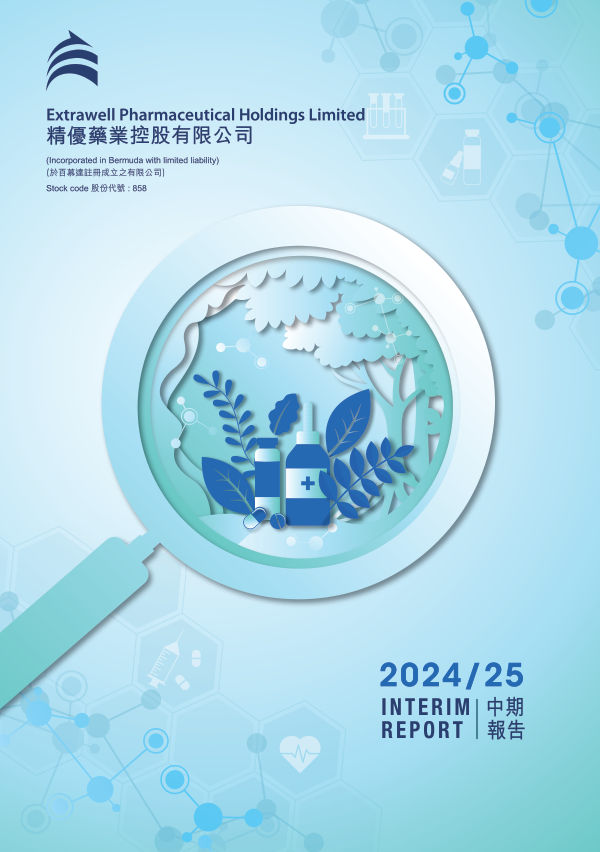 Extrawell Pharmaceutical Holdings Limited
精優藥業控股有限公司
(Incorporated in Bermuda with limited liability)
(於百慕達註冊成立之有限公司)
Stock code 股份代號 : 858
2024/25
INTERIM
REPORT
中期
報告